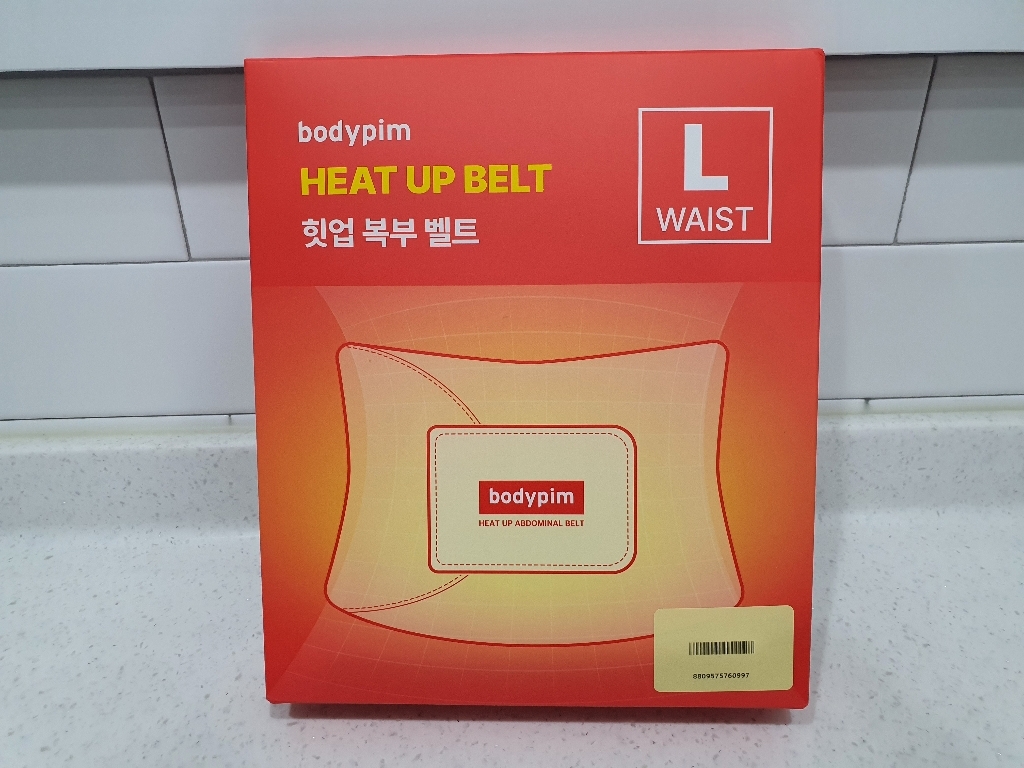 bodypim
HEAT UP BELT
힛업 복부 벨트
L
WAIST
bodypim
HEAT UP ABDOMINAL BELT
8809575760997